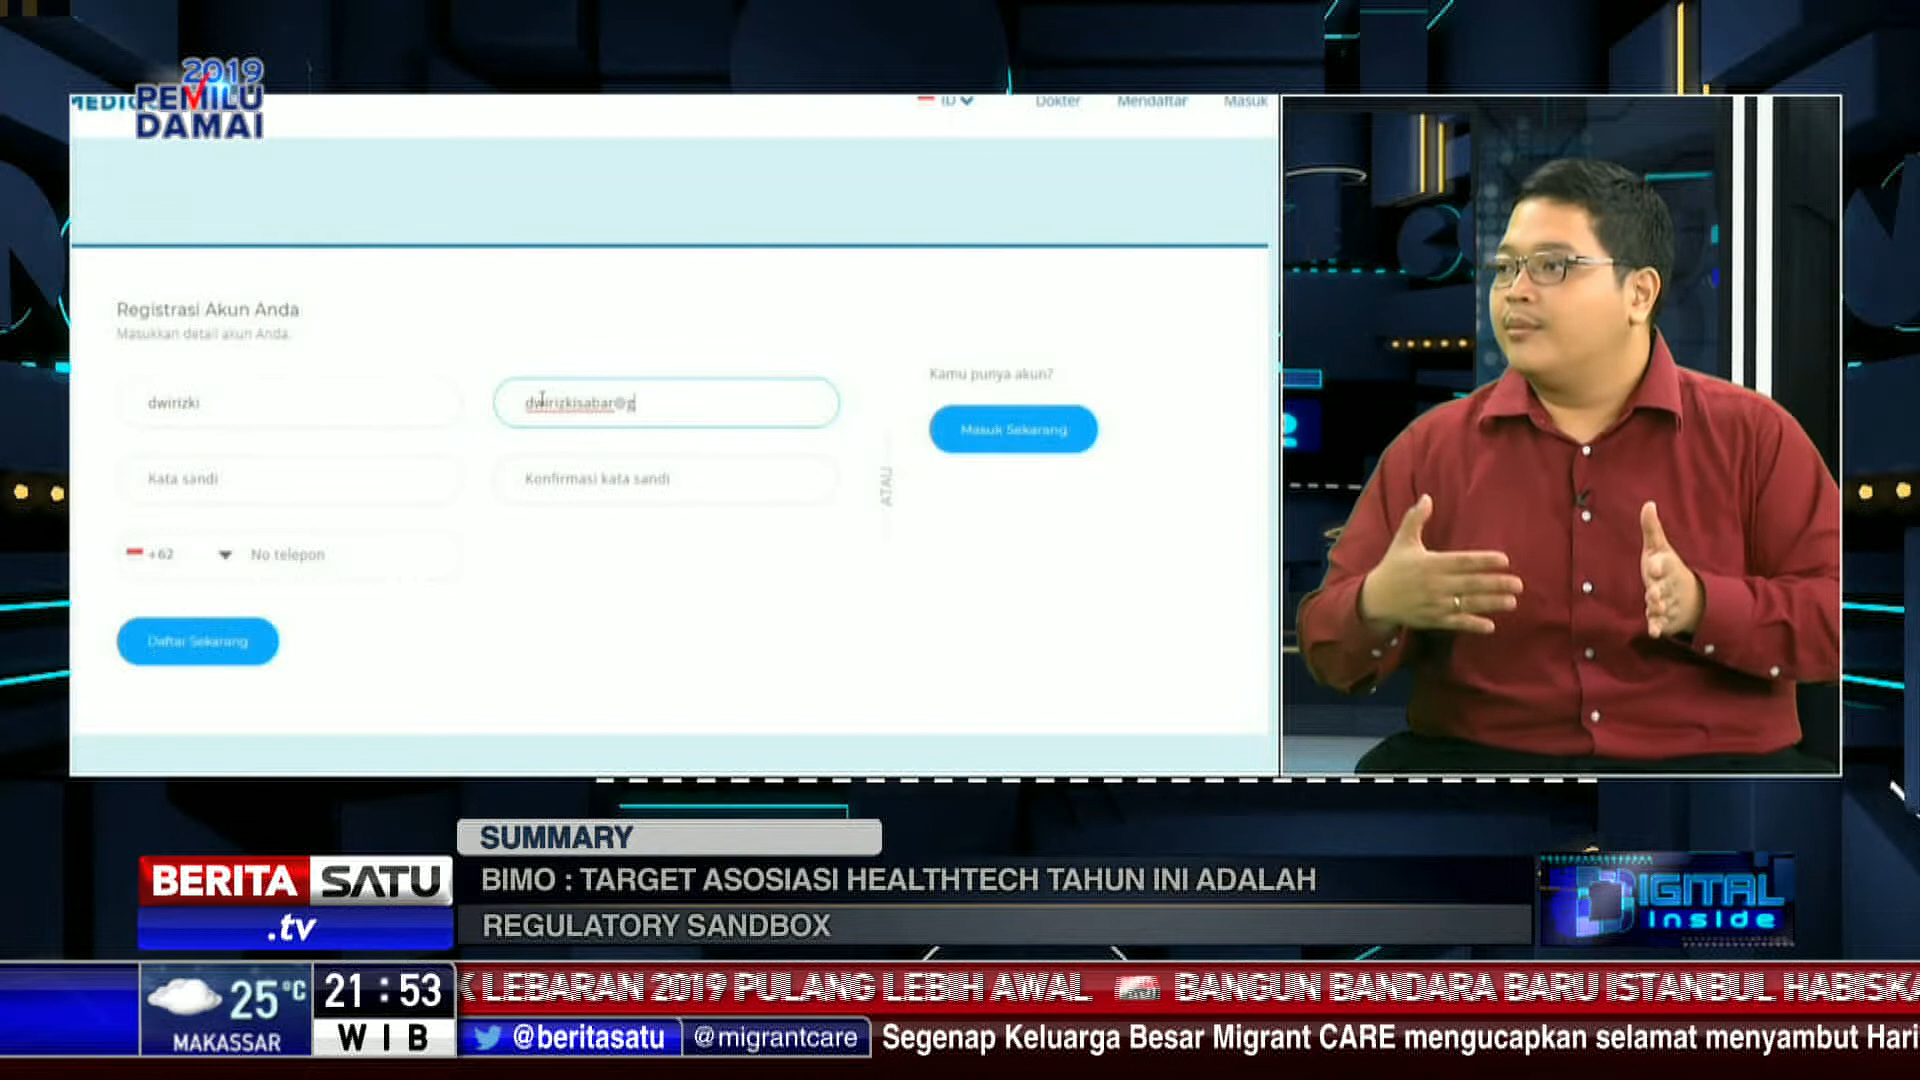 2019
PEMILU
DAMAI
ID
Dokter
Mendaftar
Masuk
Registrasi Akun Anda
Masukkan detail akun Anda.
dwirizki
dwirizkisabar@g
Kata sandi
Konfirmasi kata sandi
+62
No telepon
Daftar Sekarang
ATAU
Kamu punya akun?
Masuk Sekarang
SUMMARY
BIMO : TARGET ASOSIASI HEALTHTECH TAHUN INI ADALAH
REGULATORY SANDBOX
BERITA SATU
.tv
DIGITAL
inside
25°C
MAKASSAR
21 : 53
WIB
K LEBARAN 2019 PULANG LEBIH AWAL
BANGUN BANDARA BARU ISTANBUL HABISKA
@beritasatu
@migrantcare
Segenap Keluarga Besar Migrant CARE mengucapkan selamat menyambut Hari